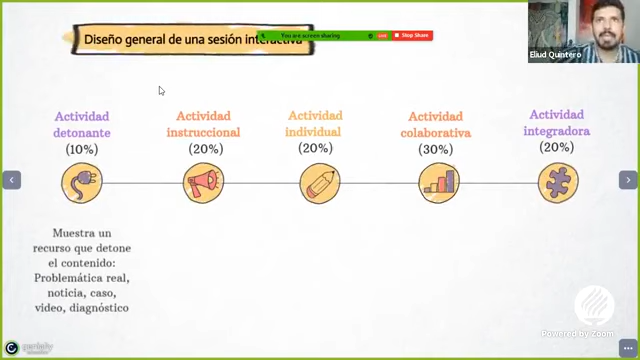 Diseño general de una sesión interactiva
You are screen sharing
Stop Share
Eliud Quintero
Actividad
detonante
(10%)
Actividad
instruccional
(20%)
Actividad
individual
(20%)
Actividad
colaborativa
(30%)
Actividad
integradora
(20%)
Muestra un
recurso que detone
el contenido:
Problemática real,
noticia, caso,
video, diagnóstico
Powered by Zoom
genially